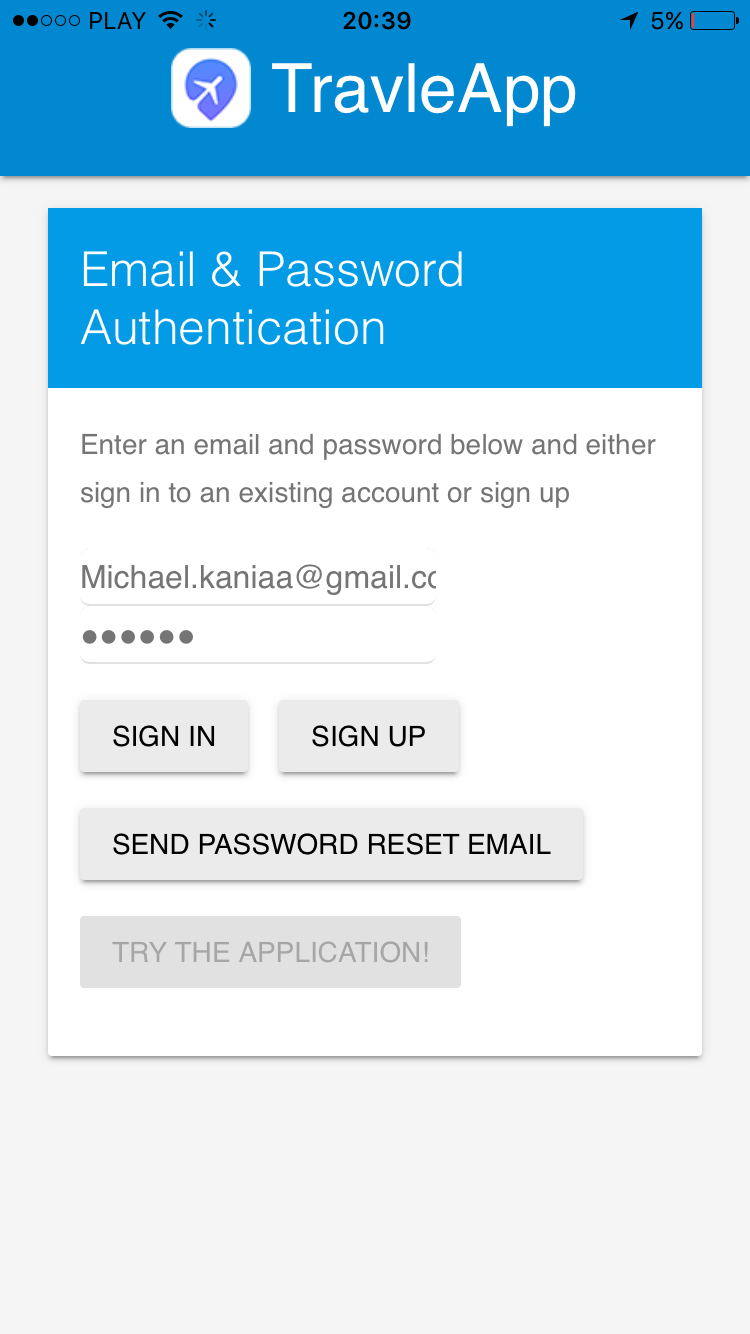 PLAY 20:39 5%
TravleApp
Email & Password
Authentication
Enter an email and password below and either
sign in to an existing account or sign up
Michael.kaniaa@gmail.cc
••••••
SIGN IN SIGN UP
SEND PASSWORD RESET EMAIL
TRY THE APPLICATION!